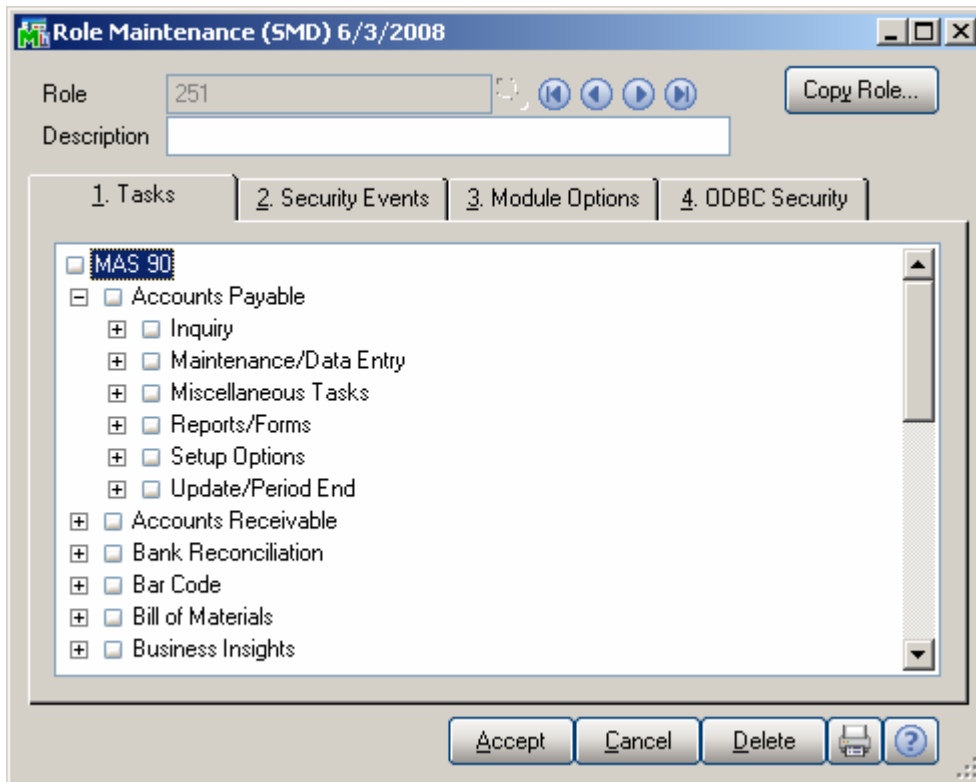 Role Maintenance (SMD) 6/3/2008
Role 251 Copy Role...
Description
1. Tasks 2. Security Events 3. Module Options 4. ODBC Security
MAS 90
Accounts Payable
Inquiry
Maintenance/Data Entry
Miscellaneous Tasks
Reports/Forms
Setup Options
Update/Period End
Accounts Receivable
Bank Reconciliation
Bar Code
Bill of Materials
Business Insights
Accept Cancel Delete ?